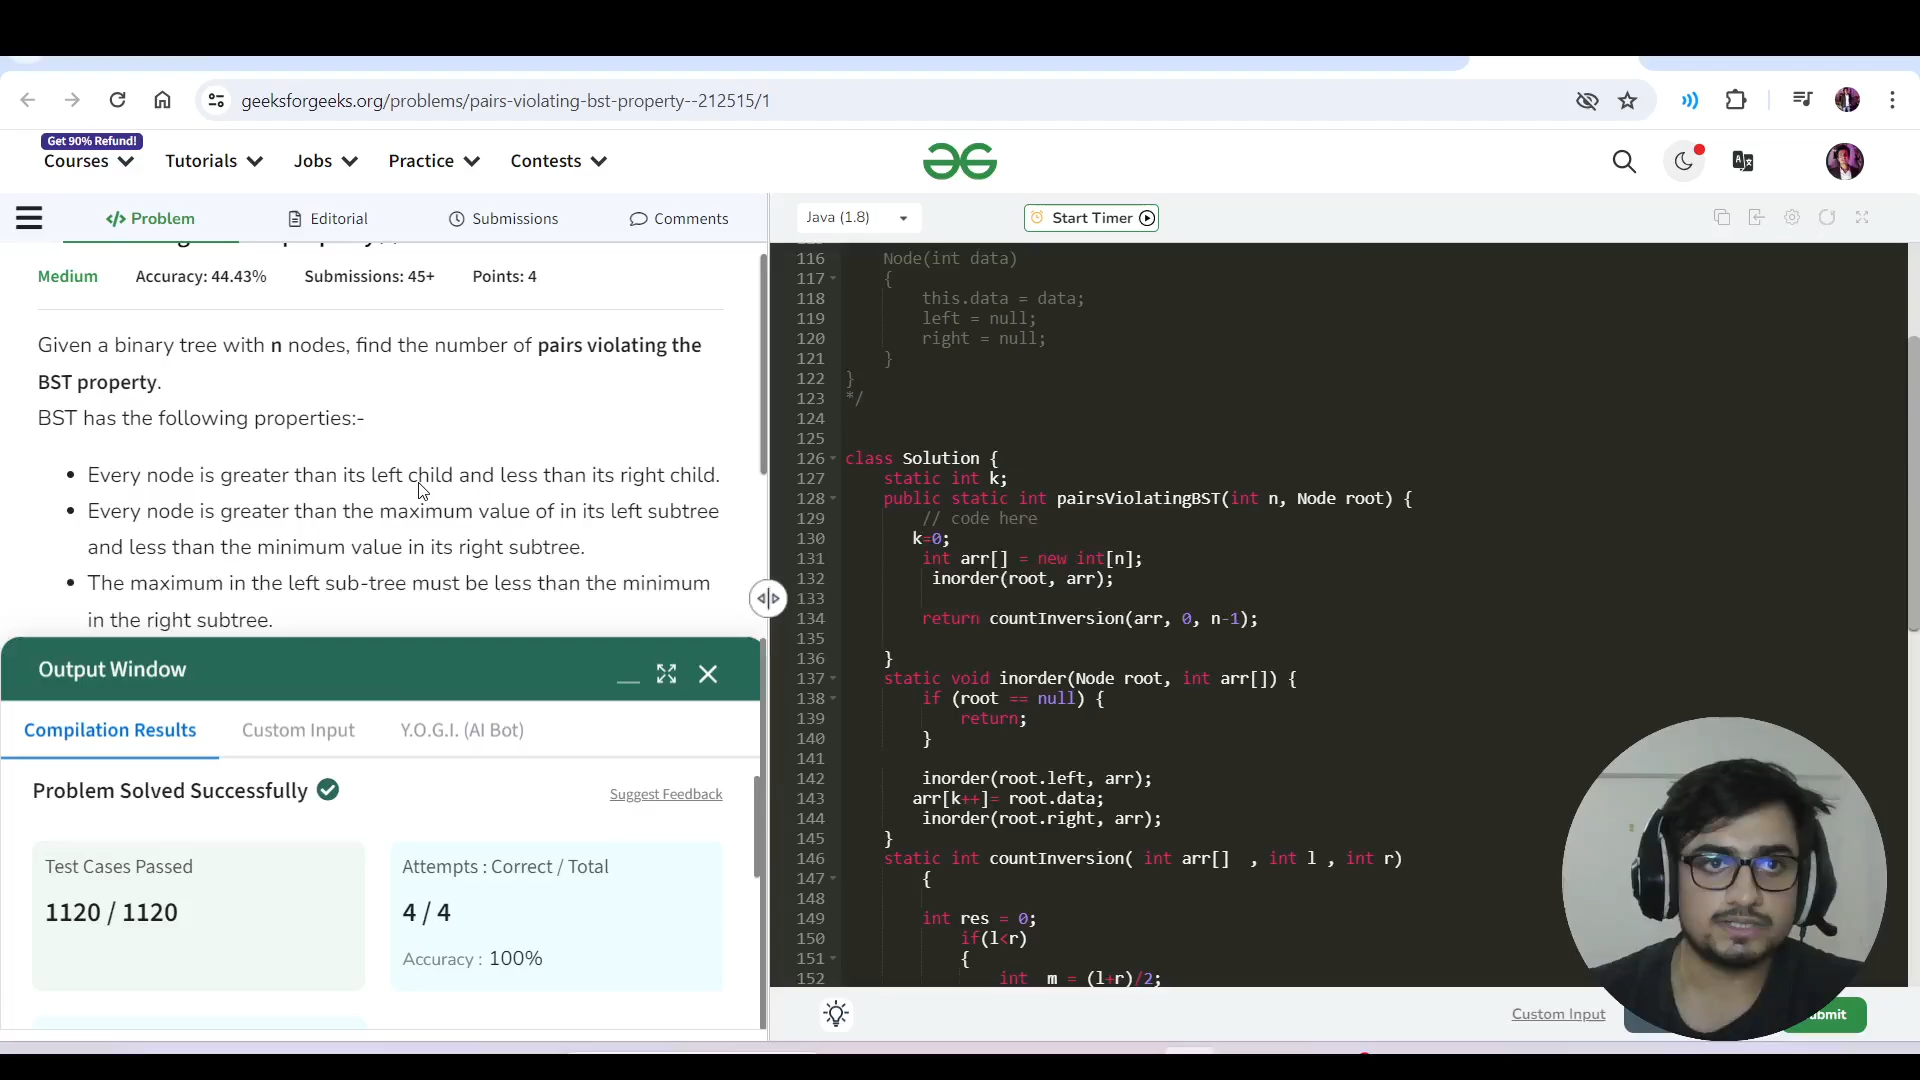 geeksforgeeks.org/problems/pairs-violating-bst-property--212515/1
Get 90% Refund!
Courses
Tutorials
Jobs
Practice
Contests
Problem
Editorial
Submissions
Comments
Medium
Accuracy: 44.43%
Submissions: 45+
Points: 4
Given a binary tree with n nodes, find the number of pairs violating the
BST property.
BST has the following properties:-
• Every node is greater than its left child and less than its right child.
• Every node is greater than the maximum value of in its left subtree
and less than the minimum value in its right subtree.
• The maximum in the left sub-tree must be less than the minimum
in the right subtree.
Output Window
Compilation Results
Custom Input
Y.O.G.I. (AI Bot)
Problem Solved Successfully
Suggest Feedback
Test Cases Passed
1120 / 1120
Attempts : Correct / Total
4 / 4
Accuracy : 100%
Java (1.8)
Start Timer
116 Node(int data)
117 {
118 this.data = data;
119 left = null;
120 right = null;
121 }
122 }
123 */
124
125
126 class Solution {
127 static int k;
128 public static int pairsViolatingBST(int n, Node root) {
129 // code here
130 k=0;
131 int arr[] = new int[n];
132 inorder(root, arr);
133
134 return countInversion(arr, 0, n-1);
135
136 }
137 static void inorder(Node root, int arr[]) {
138 if (root == null) {
139 return;
140 }
141
142 inorder(root.left, arr);
143 arr[k++]= root.data;
144 inorder(root.right, arr);
145 }
146 static int countInversion( int arr[] , int l , int r)
147 {
148
149 int res = 0;
150 if(l<r)
151 {
152 int m = (l+r)/2;
Custom Input